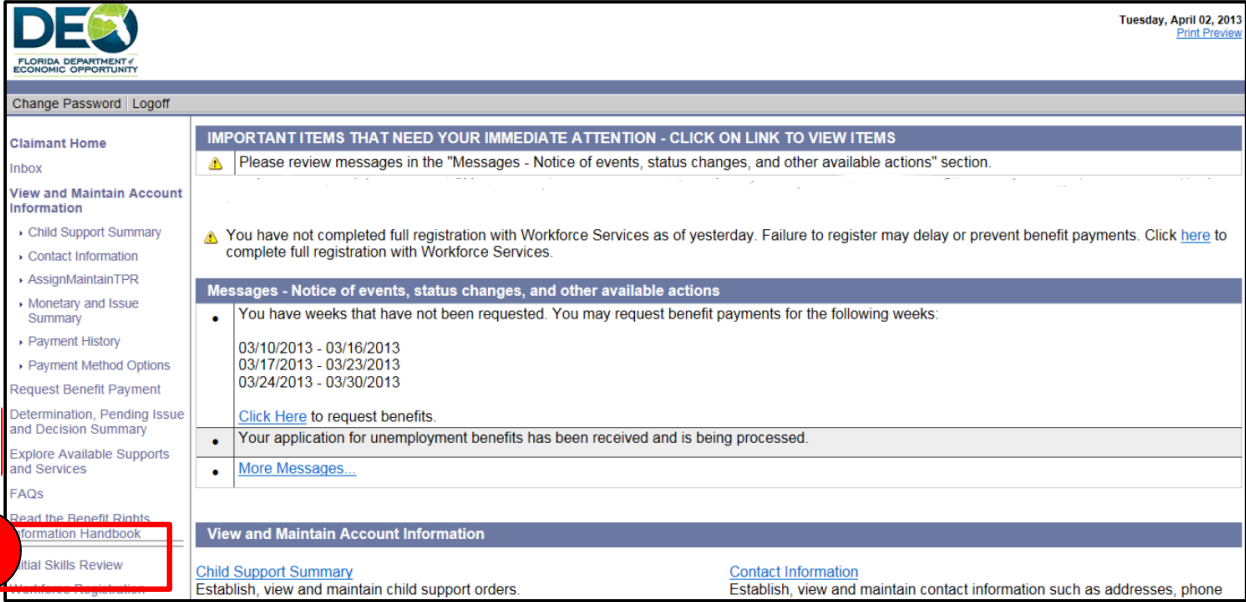 DEO
FLORIDA DEPARTMENT of
ECONOMIC OPPORTUNITY
Tuesday, April 02, 2013
Print Preview
Change Password | Logoff
Claimant Home
Inbox
View and Maintain Account
Information
Child Support Summary
Contact Information
AssignMaintainTPR
Monetary and Issue
Summary
Payment History
Payment Method Options
Request Benefit Payment
Determination, Pending Issue
and Decision Summary
Explore Available Supports
and Services
FAQs
Read the Benefit Rights
Information Handbook
Initial Skills Review
Workforce Registration
IMPORTANT ITEMS THAT NEED YOUR IMMEDIATE ATTENTION - CLICK ON LINK TO VIEW ITEMS
Please review messages in the "Messages - Notice of events, status changes, and other available actions" section.
You have not completed full registration with Workforce Services as of yesterday. Failure to register may delay or prevent benefit payments. Click here to
complete full registration with Workforce Services.
Messages - Notice of events, status changes, and other available actions
You have weeks that have not been requested. You may request benefit payments for the following weeks:
03/10/2013 - 03/16/2013
03/17/2013 - 03/23/2013
03/24/2013 - 03/30/2013
Click Here to request benefits.
Your application for unemployment benefits has been received and is being processed.
More Messages...
View and Maintain Account Information
Child Support Summary
Establish, view and maintain child support orders.
Contact Information
Establish, view and maintain contact information such as addresses, phone